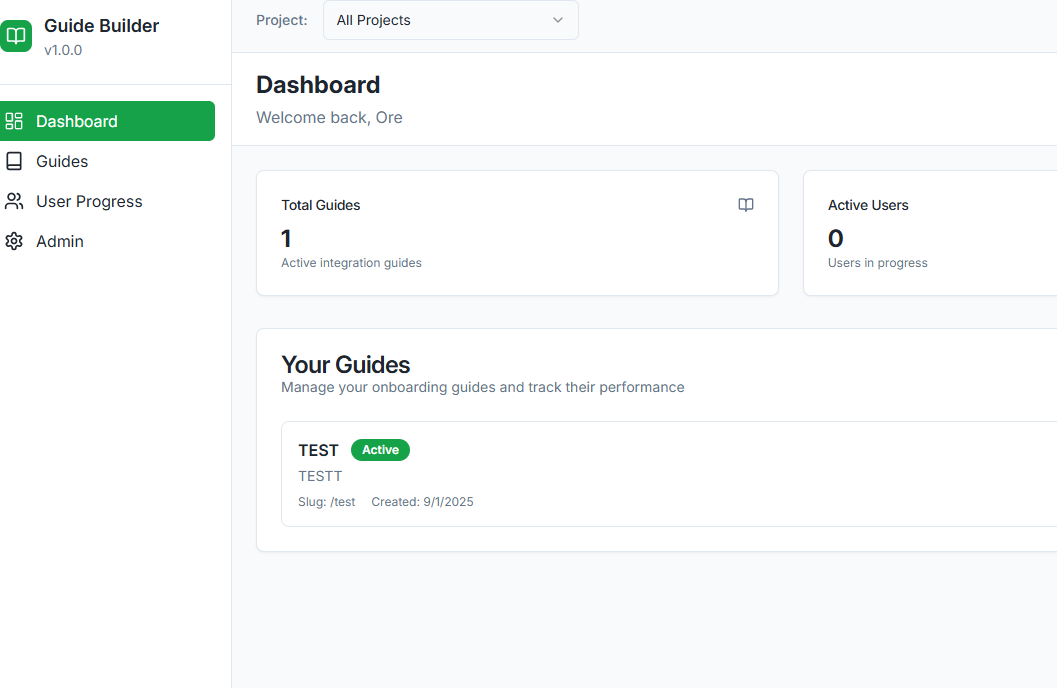 Guide Builder
v1.0.0
Dashboard
Guides
User Progress
Admin
Project: All Projects
Dashboard
Welcome back, Ore
Total Guides
1
Active integration guides
Active Users
0
Users in progress
Your Guides
Manage your onboarding guides and track their performance
TEST Active
TESTT
Slug: /test Created: 9/1/2025